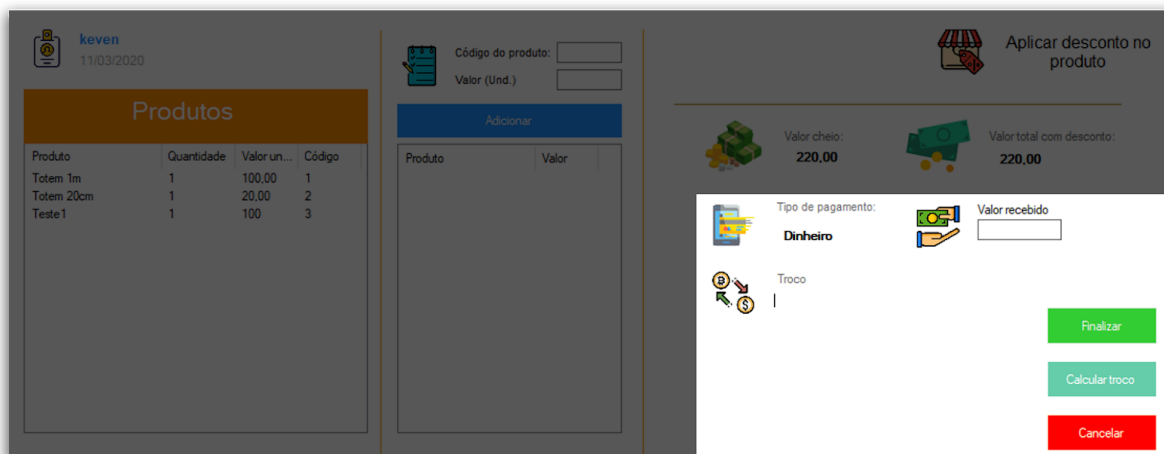 keven
11/03/2020
Produtos
Produto Quantidade Valor un... Código
Totem 1m 1 100,00 1
Totem 20cm 1 20,00 2
Teste1 1 100 3
Código do produto:
Valor (Und.)
Adicionar
Produto Valor
Aplicar desconto no
produto
Valor cheio:
220,00
Valor total com desconto:
220,00
Tipo de pagamento:
Dinheiro
Valor recebido
Troco
Finalizar
Calcular troco
Cancelar